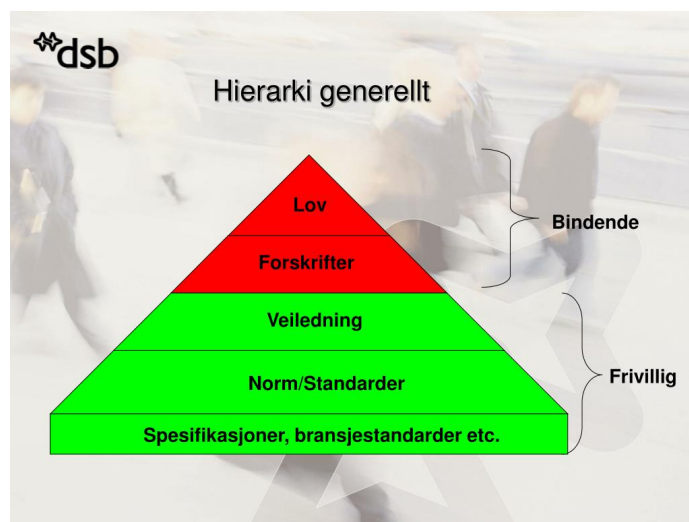 dsb
Hierarki generellt
Lov
Bindende
Forskrifter
Veiledning
Norm/Standarder
Frivillig
Spesifikasjoner, bransjestandarder etc.